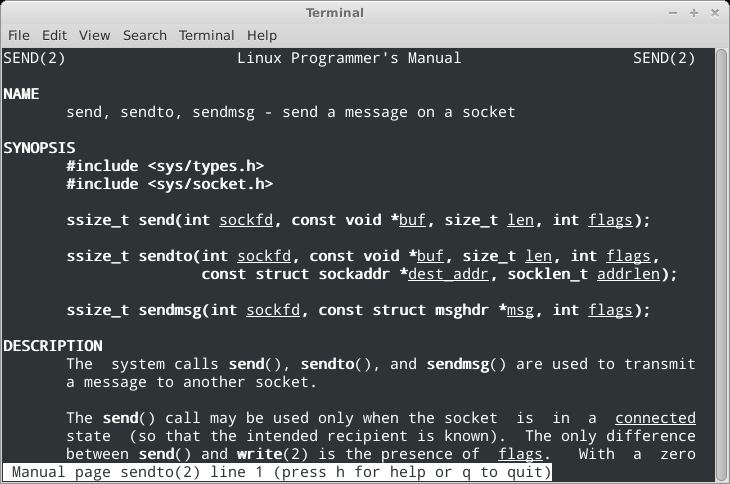 Terminal
File Edit View Search Terminal Help
SEND(2) Linux Programmer's Manual SEND(2)
NAME
send, sendto, sendmsg - send a message on a socket
SYNOPSIS
#include <sys/types.h>
#include <sys/socket.h>
ssize_t send(int sockfd, const void *buf, size_t len, int flags);
ssize_t sendto(int sockfd, const void *buf, size_t len, int flags,
const struct sockaddr *dest_addr, socklen_t addrlen);
ssize_t sendmsg(int sockfd, const struct msghdr *msg, int flags);
DESCRIPTION
The system calls send(), sendto(), and sendmsg() are used to transmit
a message to another socket.
The send() call may be used only when the socket is in a connected
state (so that the intended recipient is known). The only difference
between send() and write(2) is the presence of flags. With a zero
Manual page sendto(2) line 1 (press h for help or q to quit)